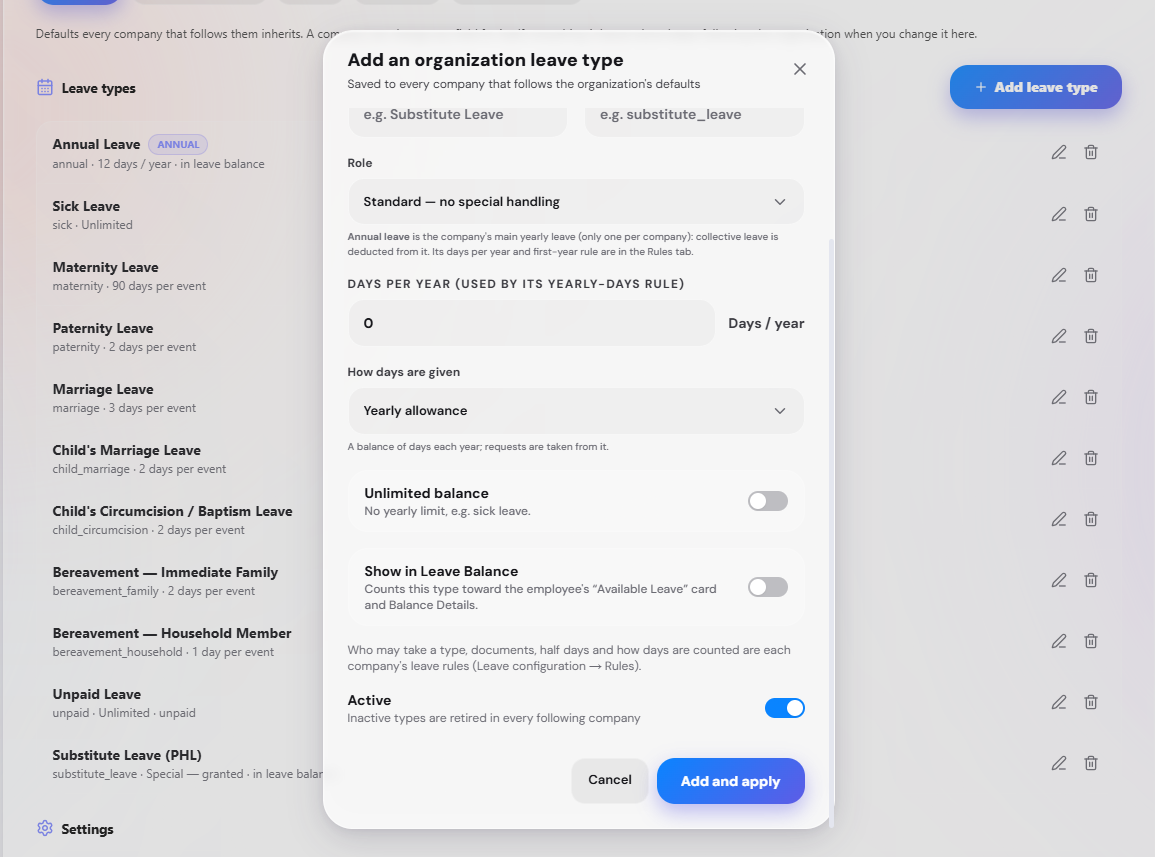 Defaults every company that follows them inherits. A com
tion when you change it here.
Leave types
+ Add leave type
Annual Leave ANNUAL
annual · 12 days / year · in leave balance
Sick Leave
sick · Unlimited
Maternity Leave
maternity · 90 days per event
Paternity Leave
paternity · 2 days per event
Marriage Leave
marriage · 3 days per event
Child's Marriage Leave
child_marriage · 2 days per event
Child's Circumcision / Baptism Leave
child_circumcision · 2 days per event
Bereavement — Immediate Family
bereavement_family · 2 days per event
Bereavement — Household Member
bereavement_household · 1 day per event
Unpaid Leave
unpaid · Unlimited · unpaid
Substitute Leave (PHL)
substitute_leave · Special — granted · in leave balan
Settings
Add an organization leave type
Saved to every company that follows the organization's defaults
e.g. Substitute Leave
e.g. substitute_leave
Role
Standard — no special handling
Annual leave is the company's main yearly leave (only one per company): collective leave is
deducted from it. Its days per year and first-year rule are in the Rules tab.
DAYS PER YEAR (USED BY ITS YEARLY-DAYS RULE)
0 Days / year
How days are given
Yearly allowance
A balance of days each year; requests are taken from it.
Unlimited balance
No yearly limit, e.g. sick leave.
Show in Leave Balance
Counts this type toward the employee's “Available Leave” card
and Balance Details.
Who may take a type, documents, half days and how days are counted are each
company's leave rules (Leave configuration → Rules).
Active
Inactive types are retired in every following company
Cancel
Add and apply